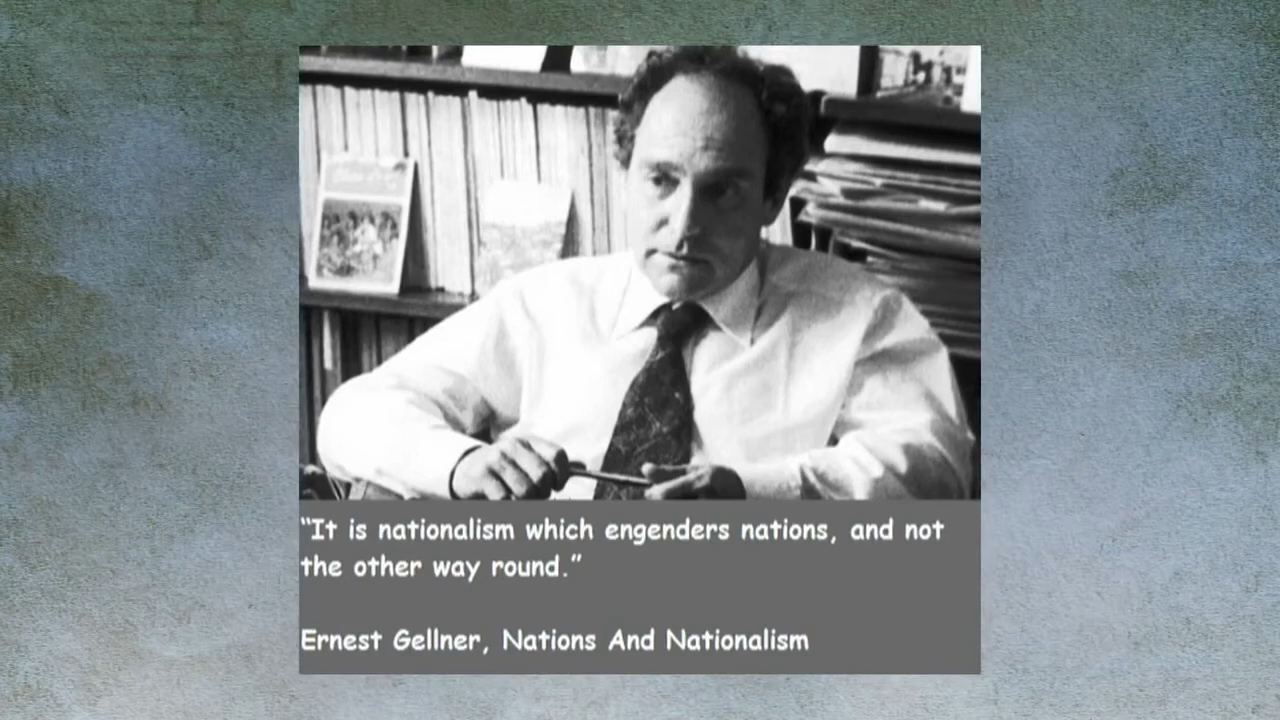 “It is nationalism which engenders nations, and not
the other way round.”
Ernest Gellner, Nations And Nationalism